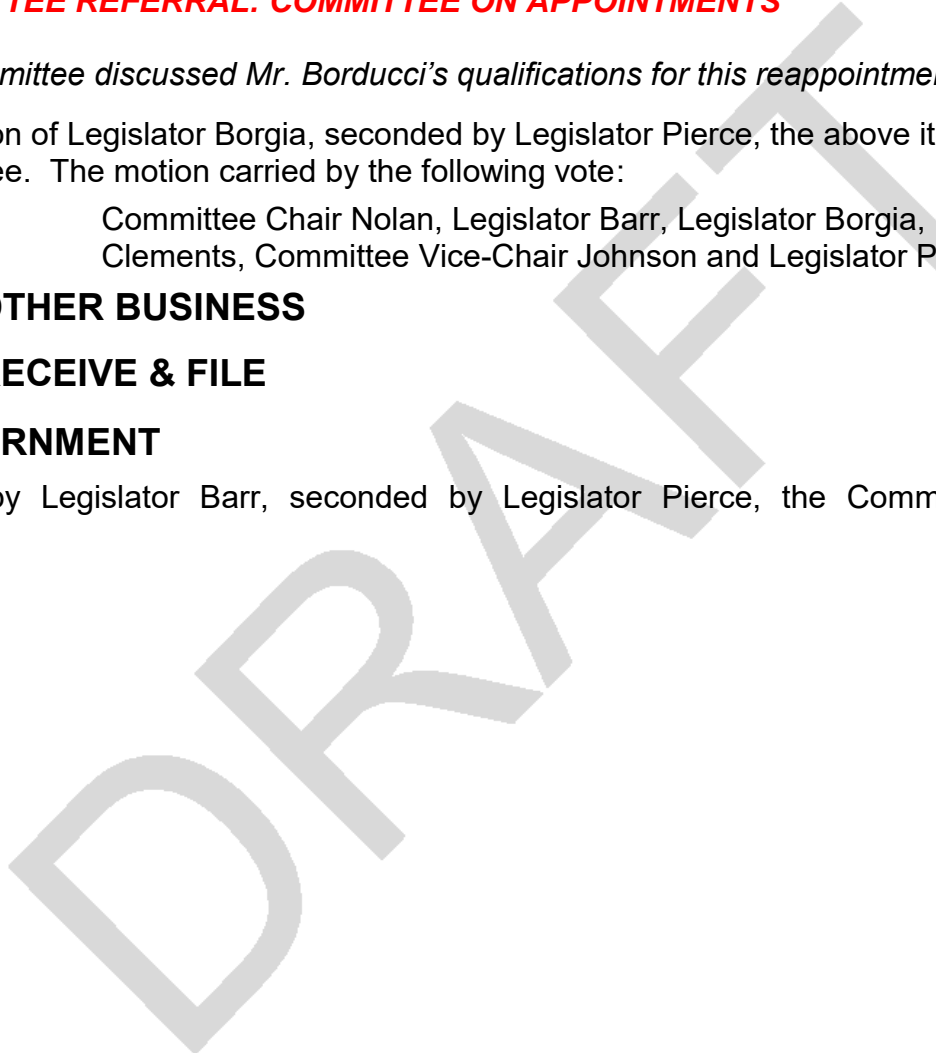 TEE REFERRAL: COMMITTEE ON APPOINTMENTS
mittee discussed Mr. Borducci’s qualifications for this reappointme
on of Legislator Borgia, seconded by Legislator Pierce, the above it
ee. The motion carried by the following vote:
Committee Chair Nolan, Legislator Barr, Legislator Borgia,
Clements, Committee Vice-Chair Johnson and Legislator P
OTHER BUSINESS
RECEIVE & FILE
RNMENT
by Legislator Barr, seconded by Legislator Pierce, the Comm
DRAFT